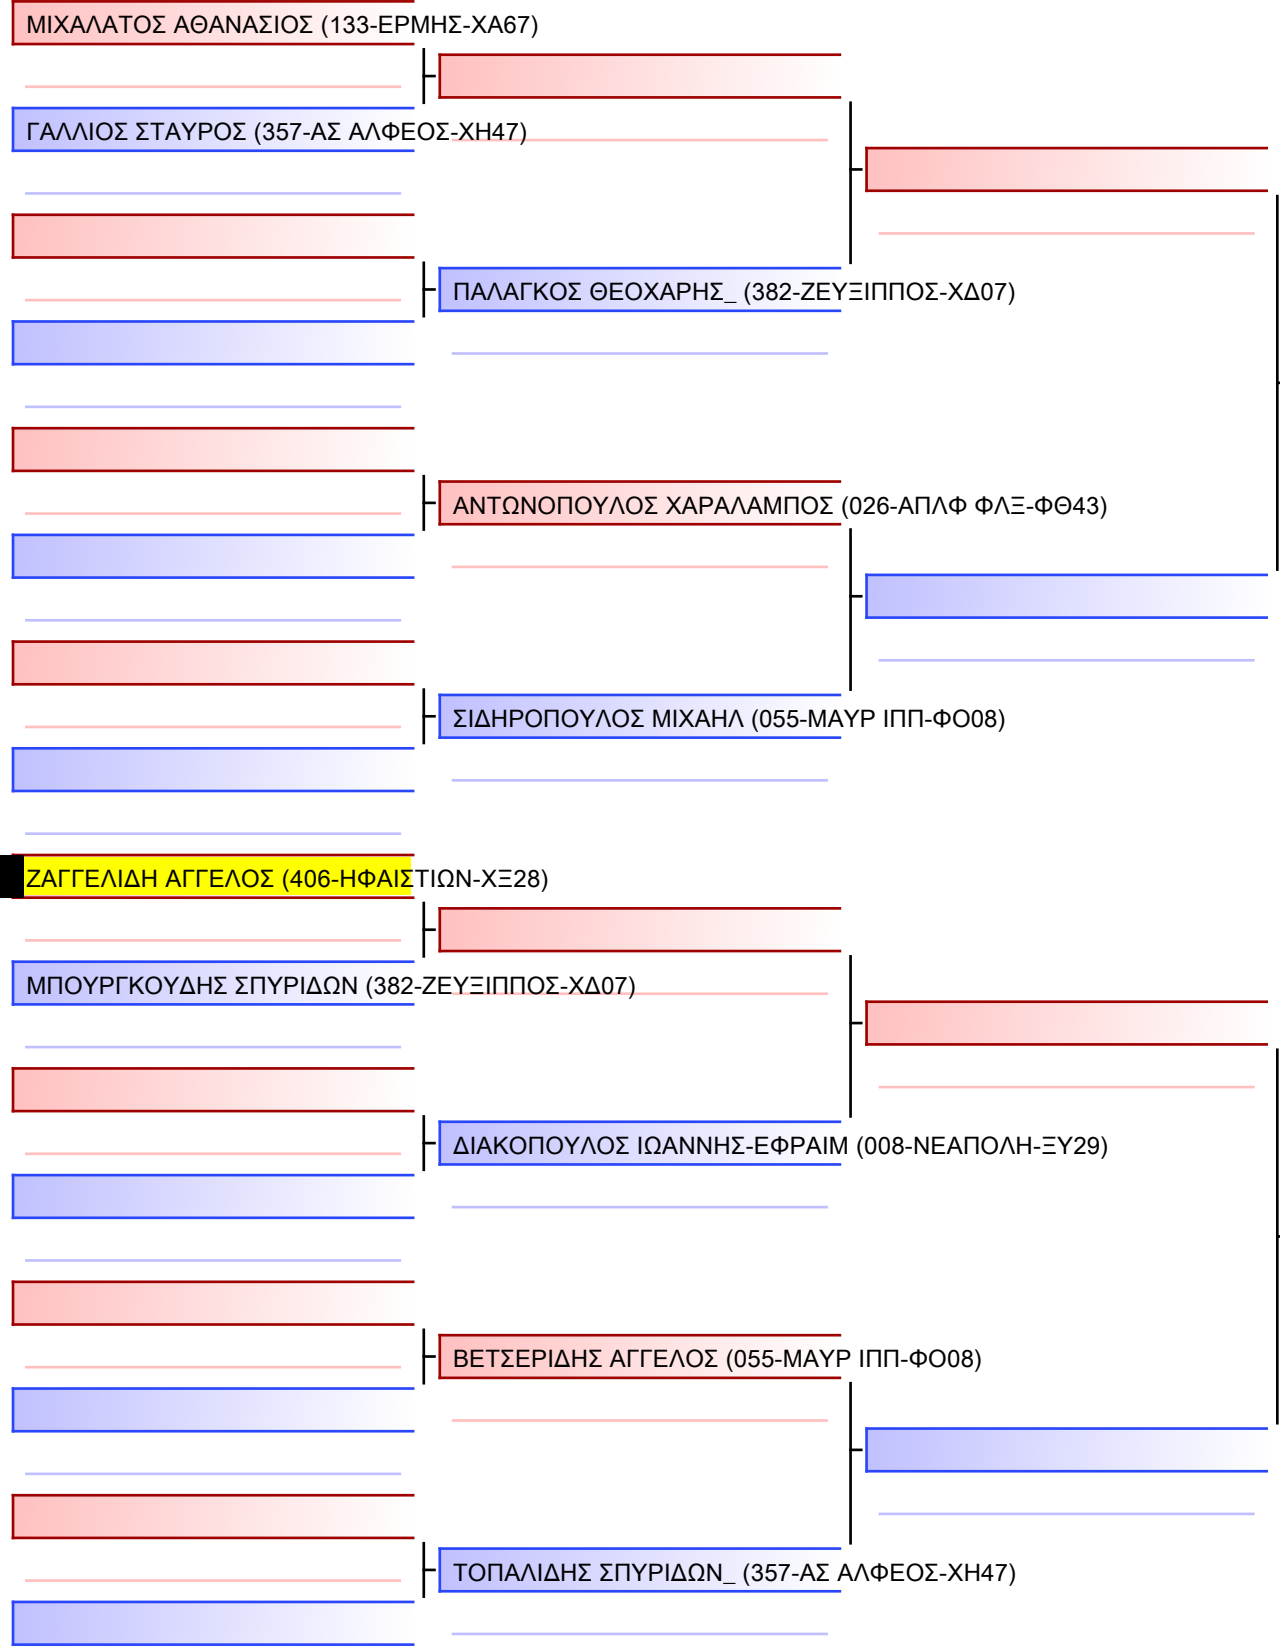 ΜΙΧΑΛΑΤΟΣ ΑΘΑΝΑΣΙΟΣ (133-ΕΡΜΗΣ-ΧΑ67)
ΓΑΛΛΙΟΣ ΣΤΑΥΡΟΣ (357-ΑΣ ΑΛΦΕΟΣ-ΧΗ47)
ΠΑΛΑΓΚΟΣ ΘΕΟΧΑΡΗΣ_ (382-ΖΕΥΞΙΠΠΟΣ-ΧΔ07)
ΑΝΤΩΝΟΠΟΥΛΟΣ ΧΑΡΑΛΑΜΠΟΣ (026-ΑΠΛΦ ΦΛΞ-ΦΘ43)
ΣΙΔΗΡΟΠΟΥΛΟΣ ΜΙΧΑΗΛ (055-ΜΑΥΡ ΙΠΠ-ΦΟ08)
ΖΑΓΓΕΛΙΔΗ ΑΓΓΕΛΟΣ (406-ΗΦΑΙΣΤΙΩΝ-ΧΞ28)
ΜΠΟΥΡΓΚΟΥΔΗΣ ΣΠΥΡΙΔΩΝ (382-ΖΕΥΞΙΠΠΟΣ-ΧΔ07)
ΔΙΑΚΟΠΟΥΛΟΣ ΙΩΑΝΝΗΣ-ΕΦΡΑΙΜ (008-ΝΕΑΠΟΛΗ-ΞΥ29)
ΒΕΤΣΕΡΙΔΗΣ ΑΓΓΕΛΟΣ (055-ΜΑΥΡ ΙΠΠ-ΦΟ08)
ΤΟΠΑΛΙΔΗΣ ΣΠΥΡΙΔΩΝ_ (357-ΑΣ ΑΛΦΕΟΣ-ΧΗ47)